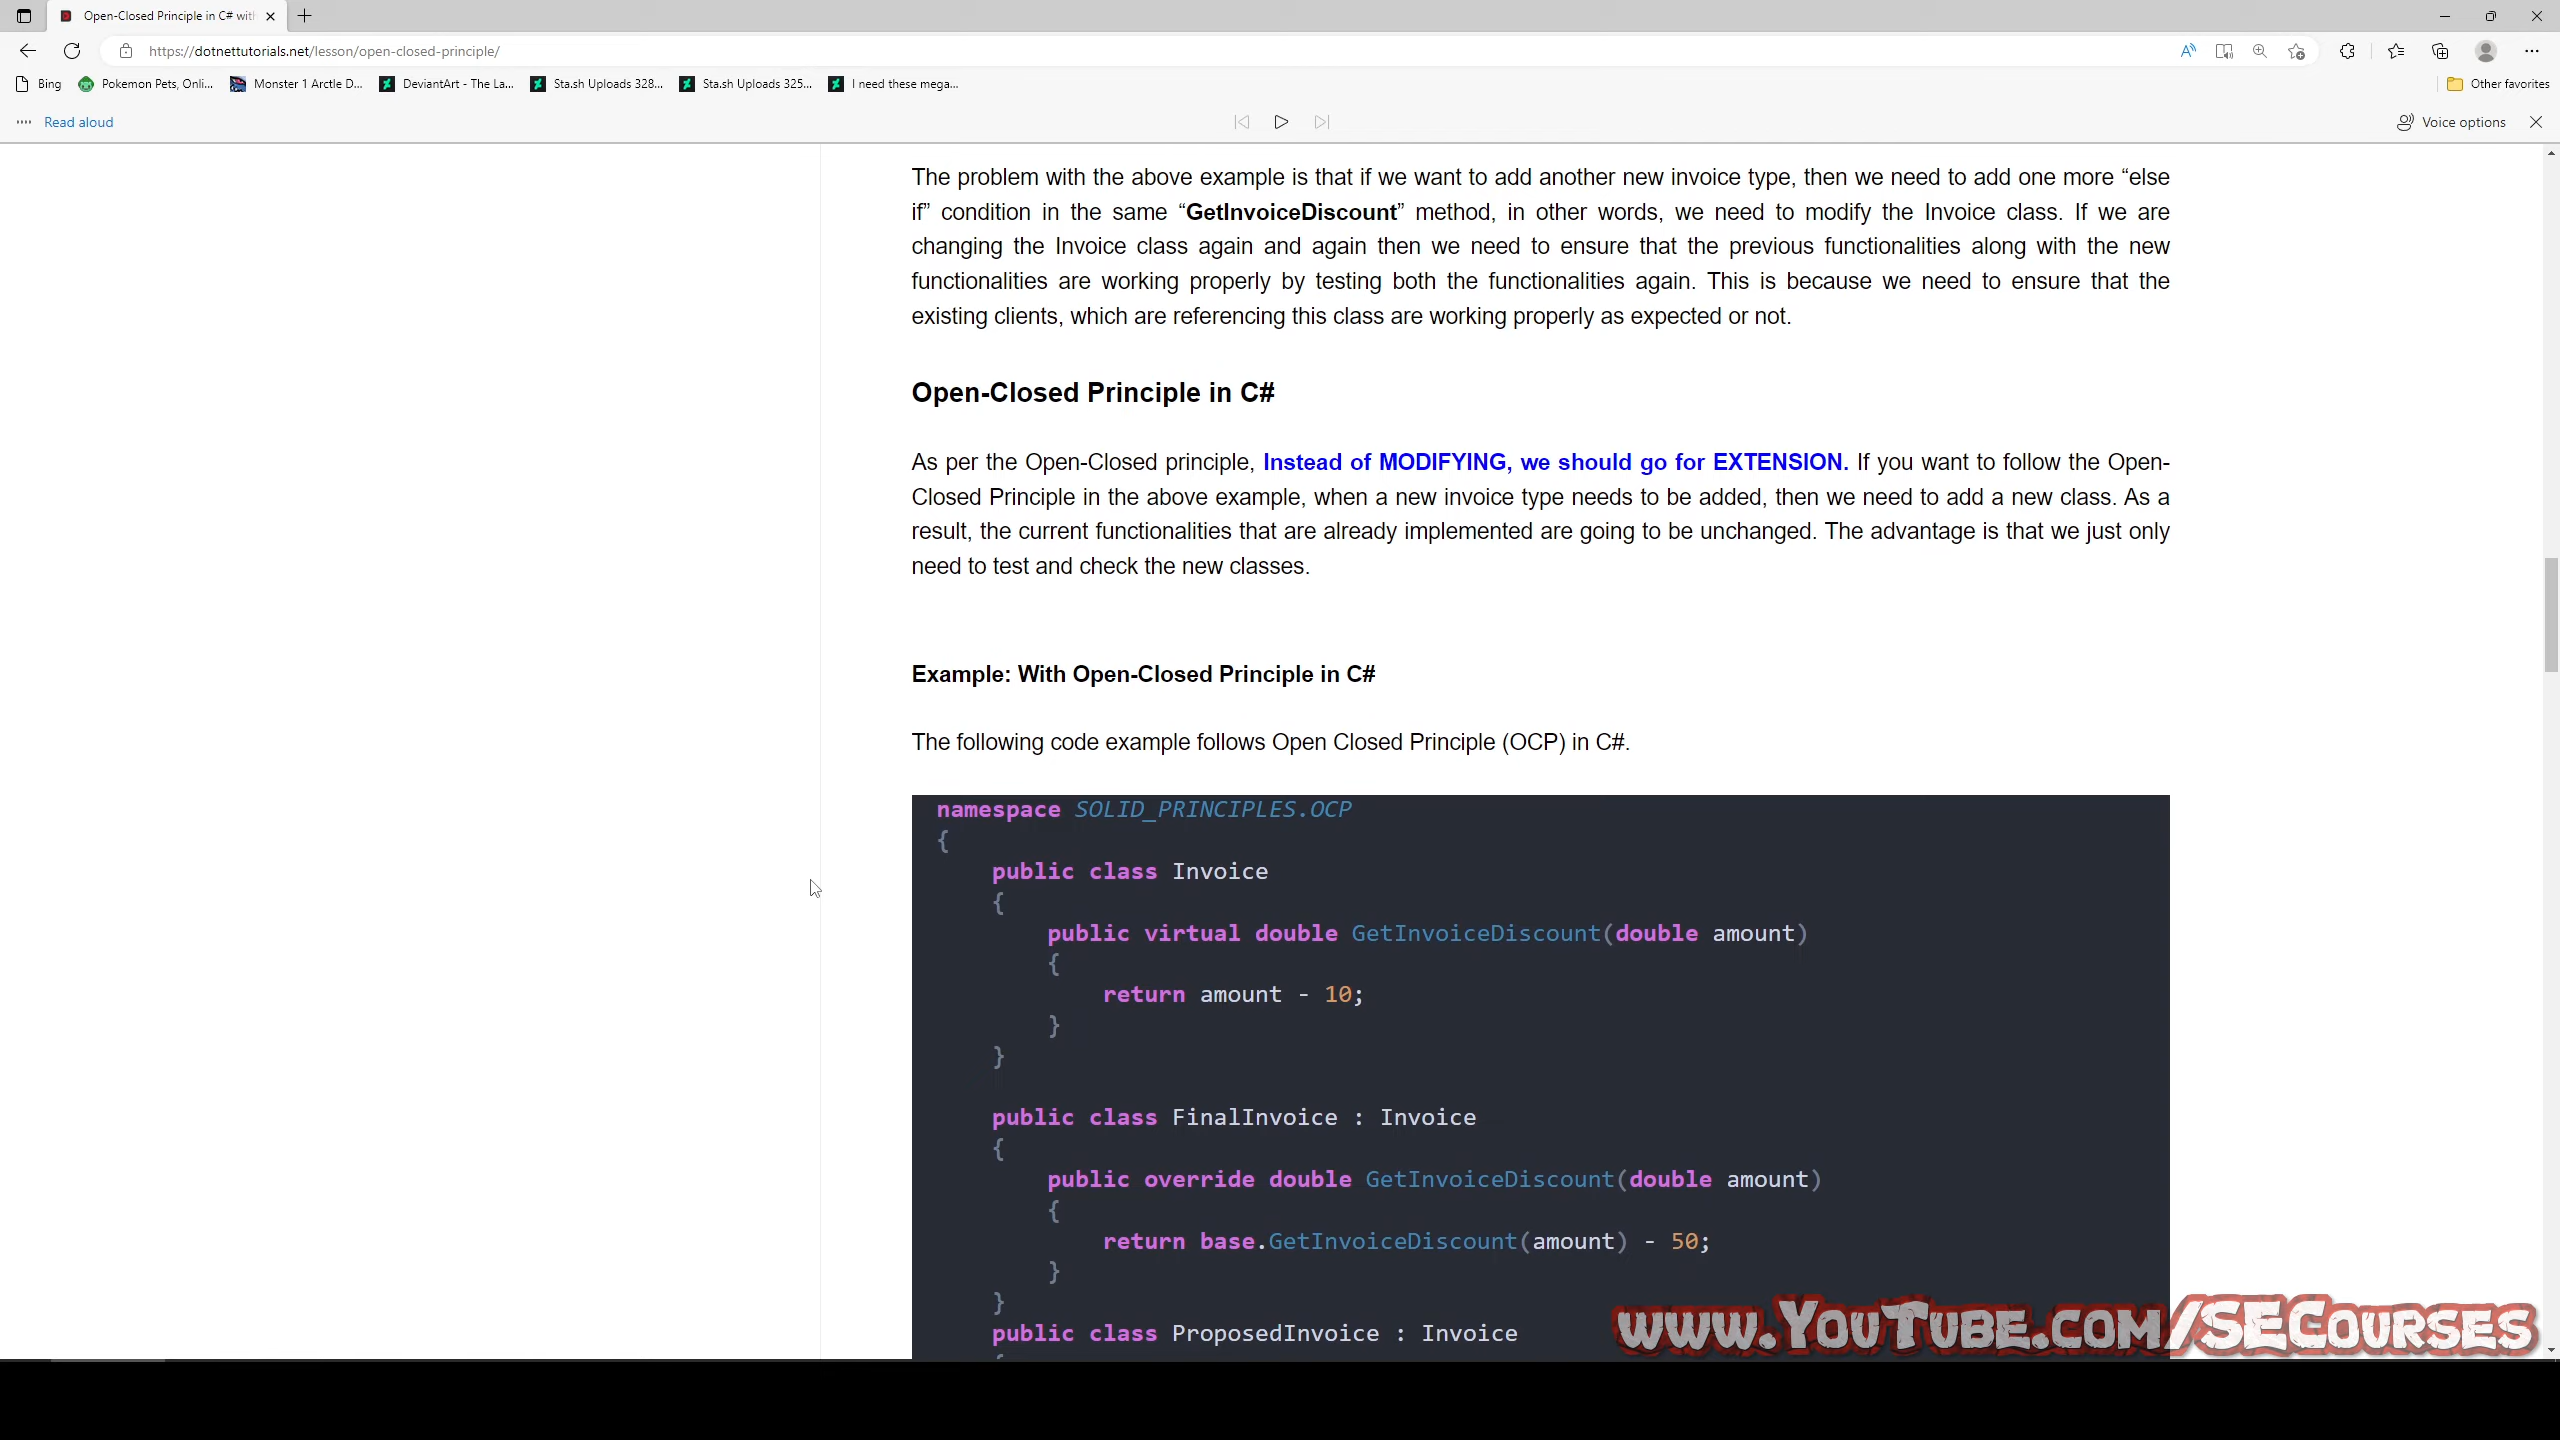 Open-Closed Principle in C# with
https://dotnettutorials.net/lesson/open-closed-principle/
Bing
Pokemon Pets, Onli...
Monster 1 Arctle D...
DeviantArt - The La...
Sta.sh Uploads 328...
Sta.sh Uploads 325...
I need these mega...
Other favorites
Read aloud
Voice options
The problem with the above example is that if we want to add another new invoice type, then we need to add one more “else
if” condition in the same “GetInvoiceDiscount” method, in other words, we need to modify the Invoice class. If we are
changing the Invoice class again and again then we need to ensure that the previous functionalities along with the new
functionalities are working properly by testing both the functionalities again. This is because we need to ensure that the
existing clients, which are referencing this class are working properly as expected or not.
Open-Closed Principle in C#
As per the Open-Closed principle, Instead of MODIFYING, we should go for EXTENSION. If you want to follow the Open-
Closed Principle in the above example, when a new invoice type needs to be added, then we need to add a new class. As a
result, the current functionalities that are already implemented are going to be unchanged. The advantage is that we just only
need to test and check the new classes.
Example: With Open-Closed Principle in C#
The following code example follows Open Closed Principle (OCP) in C#.
namespace SOLID_PRINCIPLES.OCP
{
public class Invoice
{
public virtual double GetInvoiceDiscount(double amount)
{
return amount - 10;
}
}
public class FinalInvoice : Invoice
{
public override double GetInvoiceDiscount(double amount)
{
return base.GetInvoiceDiscount(amount) - 50;
}
}
public class ProposedInvoice : Invoice
{
www.YouTube.com/SECourses